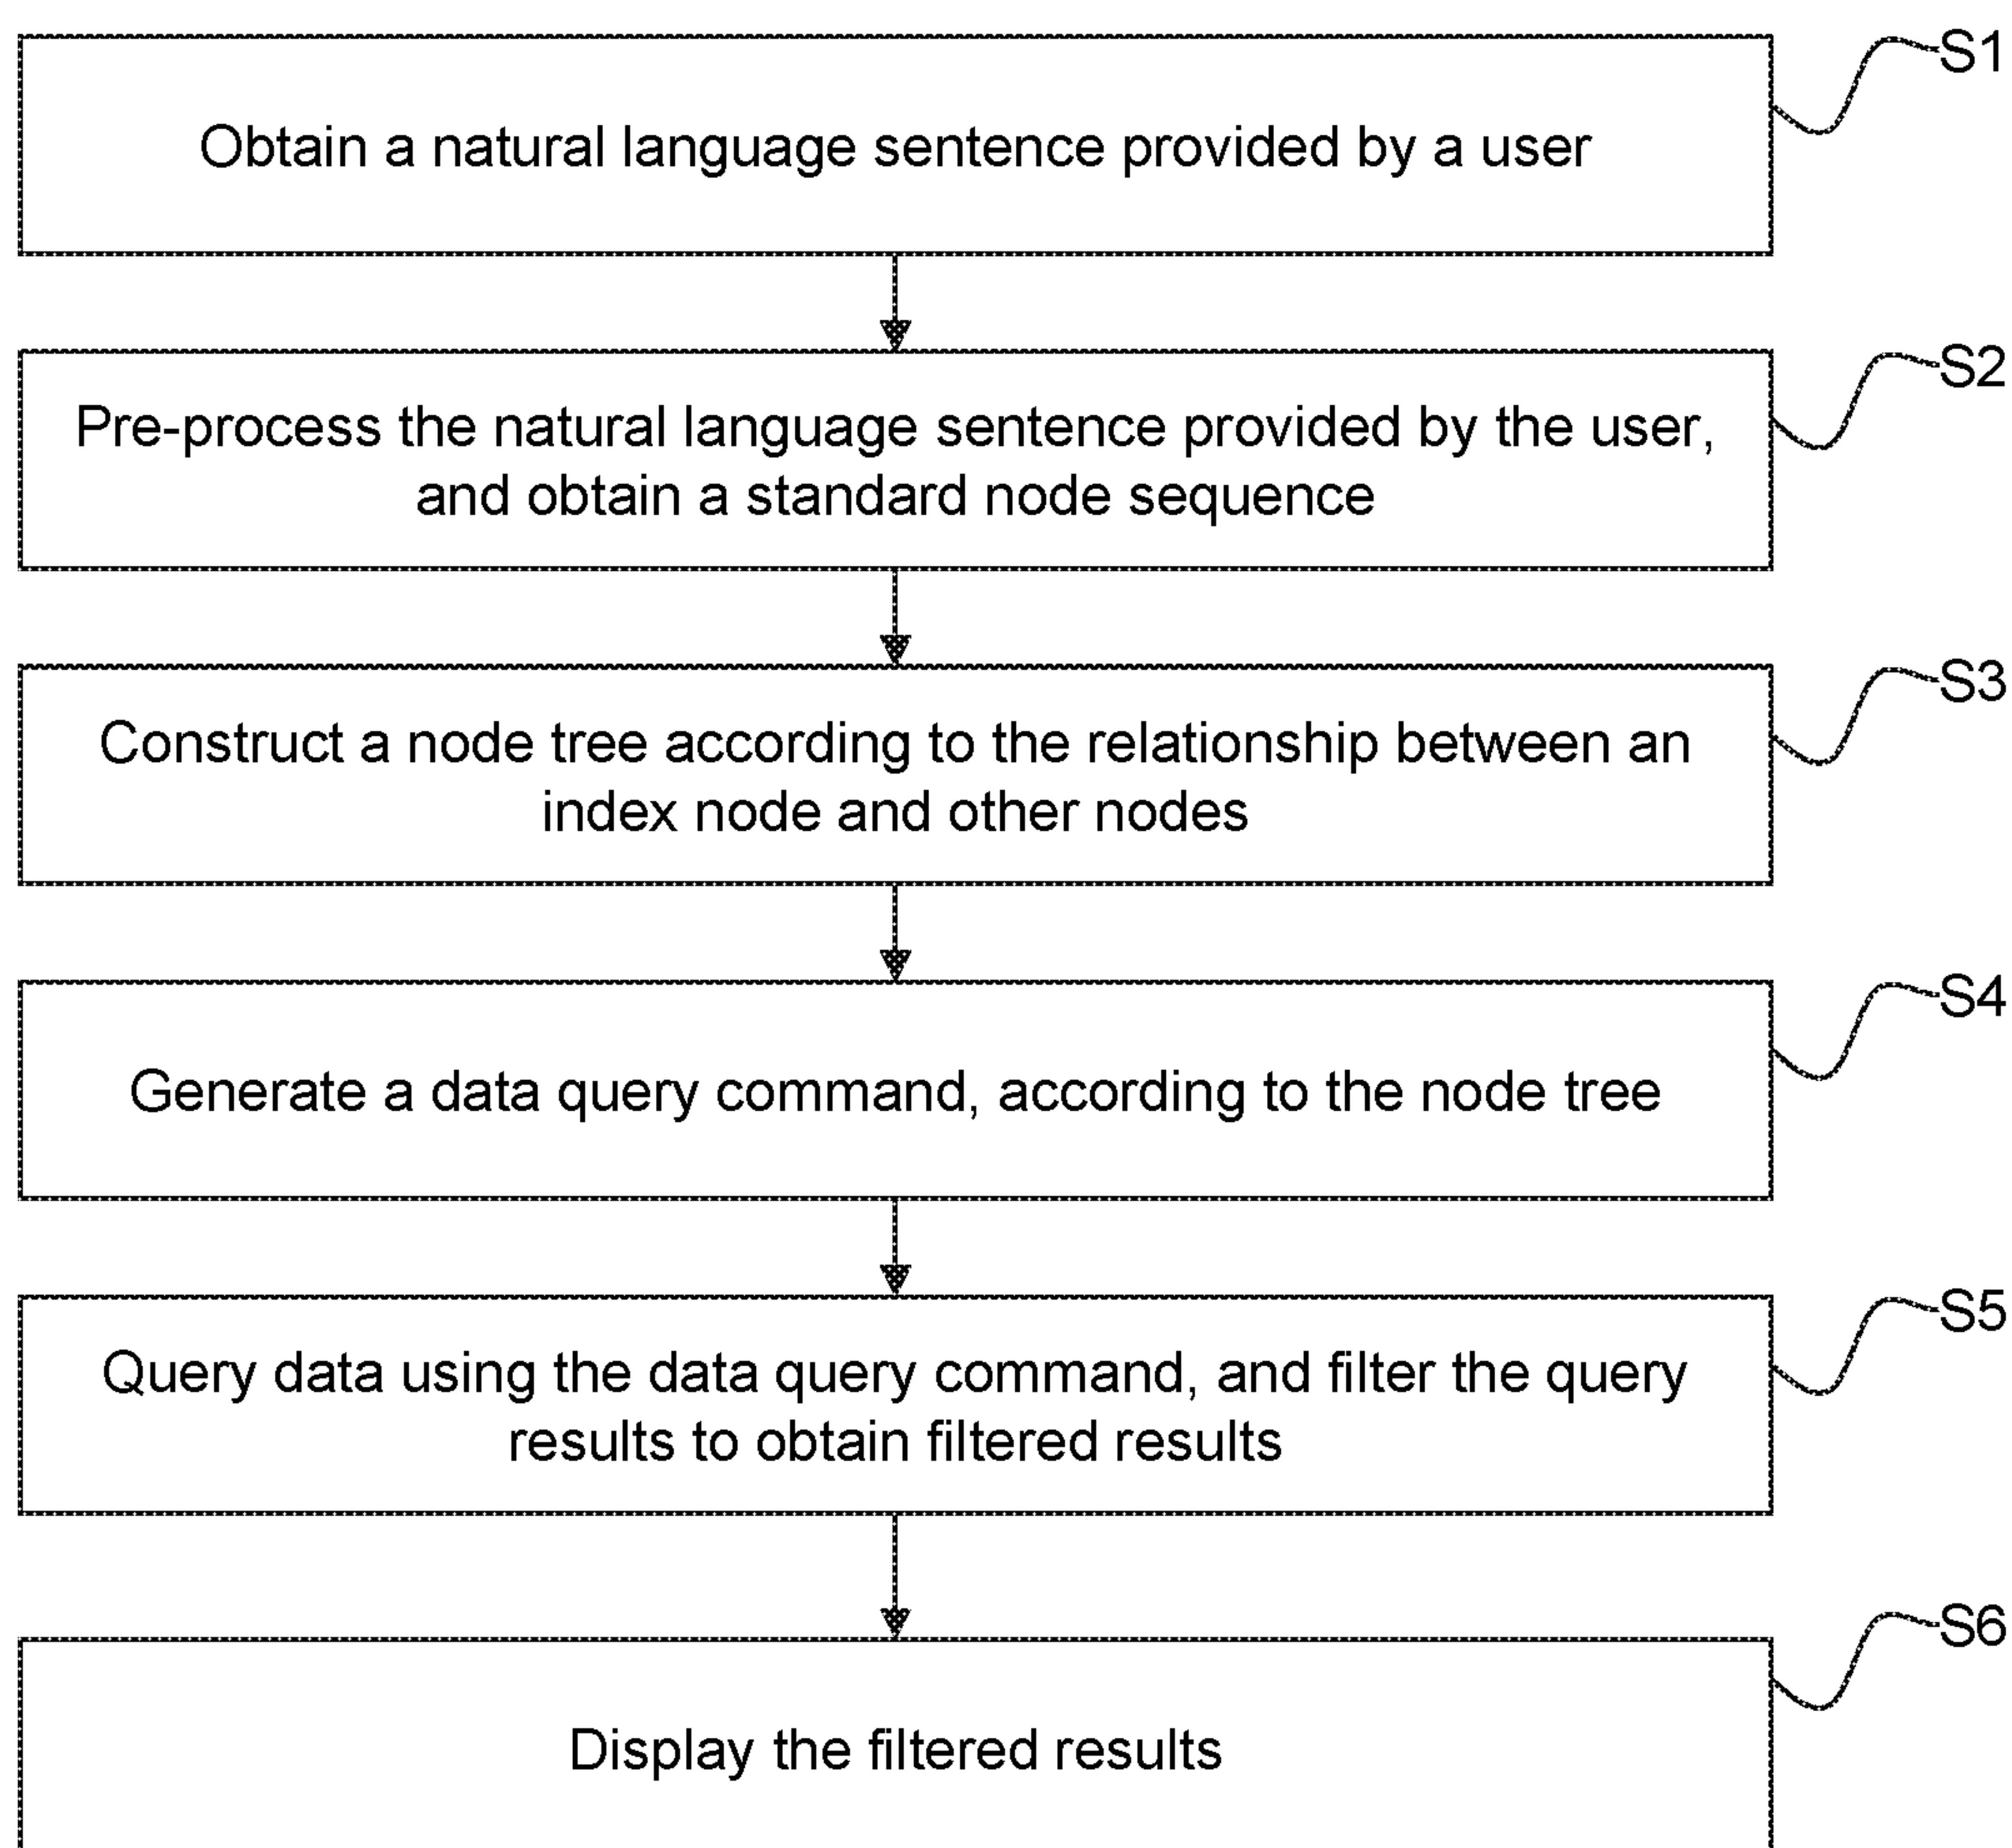 S1
Obtain a natural language sentence provided by a user
S2
Pre-process the natural language sentence provided by the user,
and obtain a standard node sequence
S3
Construct a node tree according to the relationship between an
index node and other nodes
S4
Generate a data query command, according to the node tree
S5
Query data using the data query command, and filter the query
results to obtain filtered results
S6
Display the filtered results